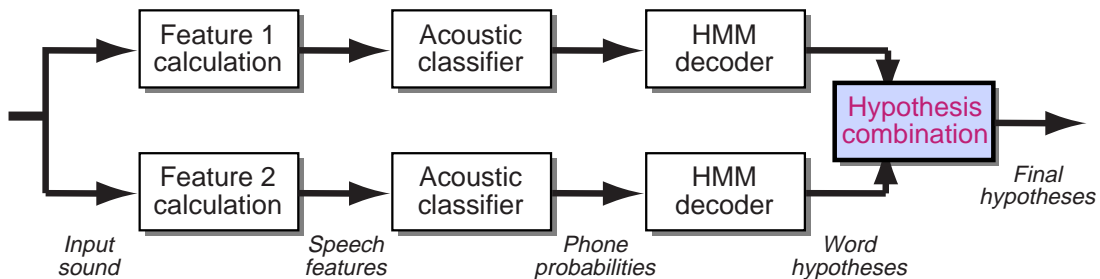 Feature 1
calculation
Acoustic
classifier
HMM
decoder
Hypothesis
combination
Feature 2
calculation
Acoustic
classifier
HMM
decoder
Input
sound
Speech
features
Phone
probabilities
Word
hypotheses
Final
hypotheses